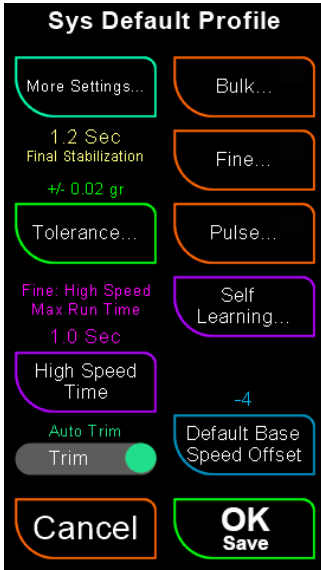 Sys Default Profile
More Settings...
Bulk...
1.2 Sec
Final Stabilization
Fine...
+/- 0.02 gr
Tolerance...
Pulse...
Fine: High Speed
Max Run Time
1.0 Sec
Self
Learning...
High Speed
Time
-4
Auto Trim
Trim
Default Base
Speed Offset
Cancel
OK
Save